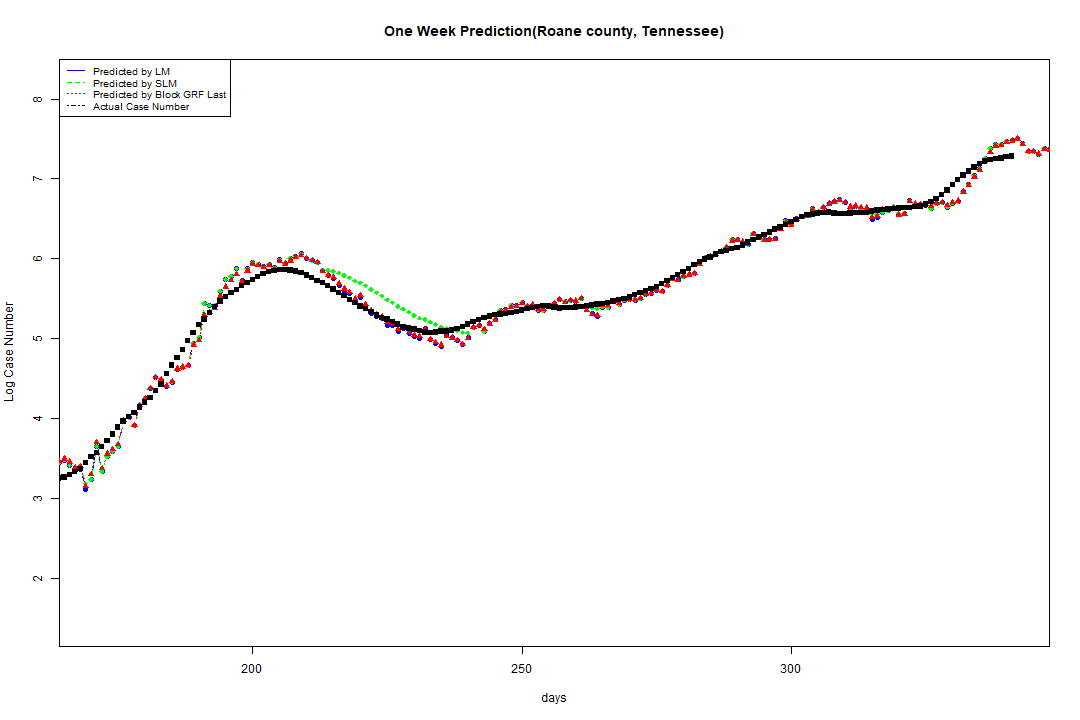 One Week Prediction(Roane county, Tennessee)
Predicted by LM
Predicted by SLM
Predicted by Block GRF Last
Actual Case Number
8
7
6
5
4
3
2
Log Case Number
200 250 300
days